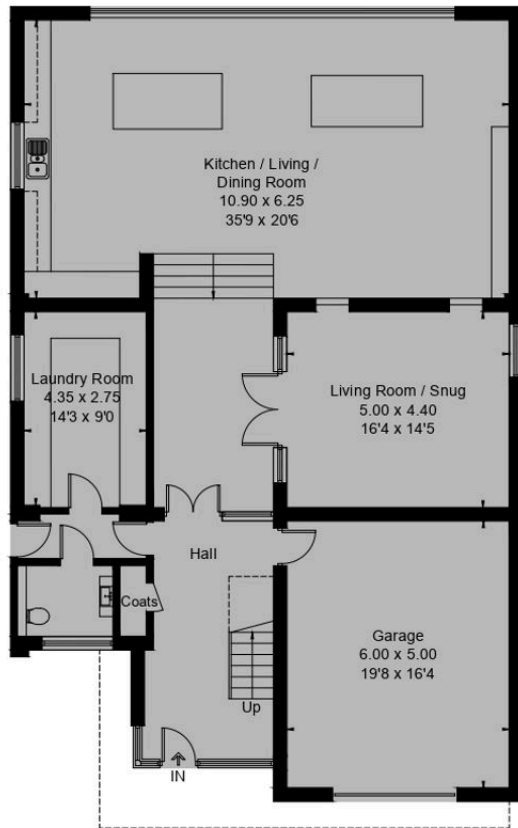 Kitchen / Living /
Dining Room
10.90 x 6.25
35'9 x 20'6
Laundry Room
4.35 x 2.75
14'3 x 9'0
Living Room / Snug
5.00 x 4.40
16'4 x 14'5
Hall
Coats
Garage
6.00 x 5.00
19'8 x 16'4
Up
IN